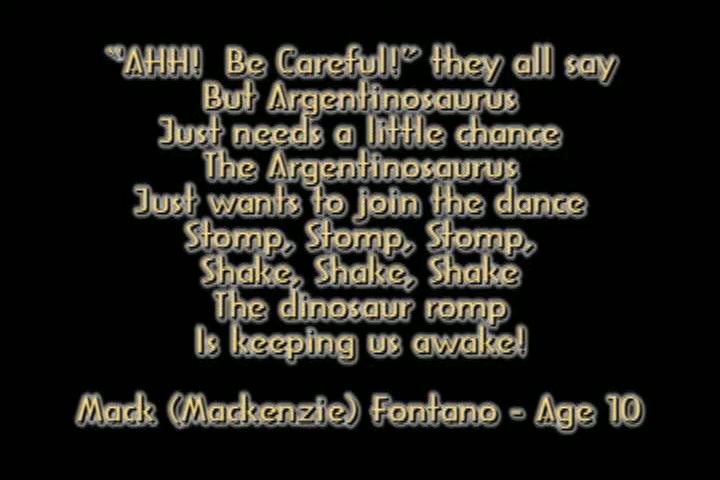 "AHH!  Be Careful!" they all say
But Argentinosaurus
Just needs a little chance
The Argentinosaurus
Just wants to join the dance
Stomp, Stomp, Stomp,
Shake, Shake, Shake
The dinosaur romp
Is keeping us awake!
Mack (Mackenzie) Fontano - Age 10